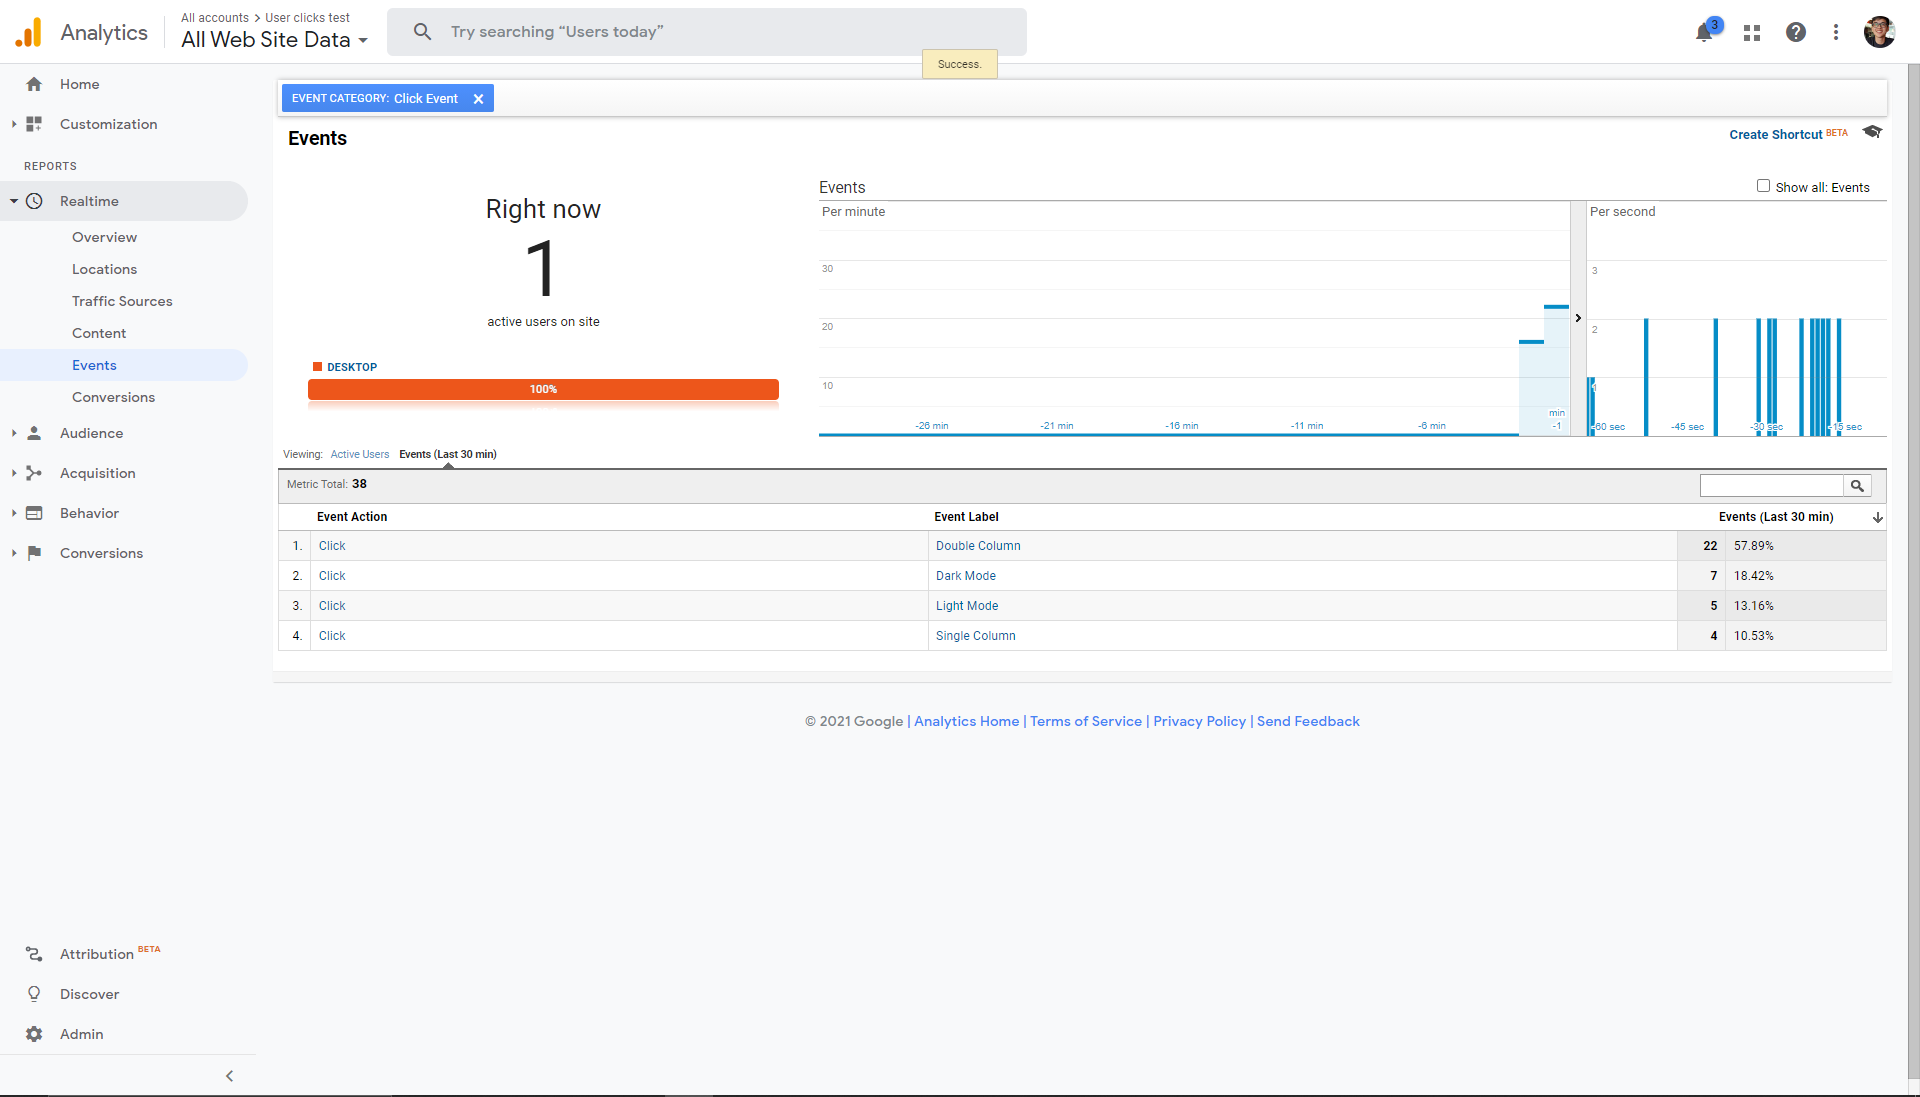 Analytics
All accounts > User clicks test
All Web Site Data
Try searching “Users today”
3
Success.
Home
Customization
REPORTS
Realtime
Overview
Locations
Traffic Sources
Content
Events
Conversions
Audience
Acquisition
Behavior
Conversions
Attribution BETA
Discover
Admin
EVENT CATEGORY: Click Event
Events
Create Shortcut BETA
Right now
1
active users on site
DESKTOP
100%
Events
Show all: Events
Per minute
30
20
10
-26 min
-21 min
-16 min
-11 min
-6 min
min
-1
Per second
3
2
1
-60 sec
-45 sec
-30 sec
-15 sec
Viewing: Active Users Events (Last 30 min)
Metric Total: 38
Event Action Event Label Events (Last 30 min)
1. Click Double Column 22 57.89%
2. Click Dark Mode 7 18.42%
3. Click Light Mode 5 13.16%
4. Click Single Column 4 10.53%
© 2021 Google | Analytics Home | Terms of Service | Privacy Policy | Send Feedback